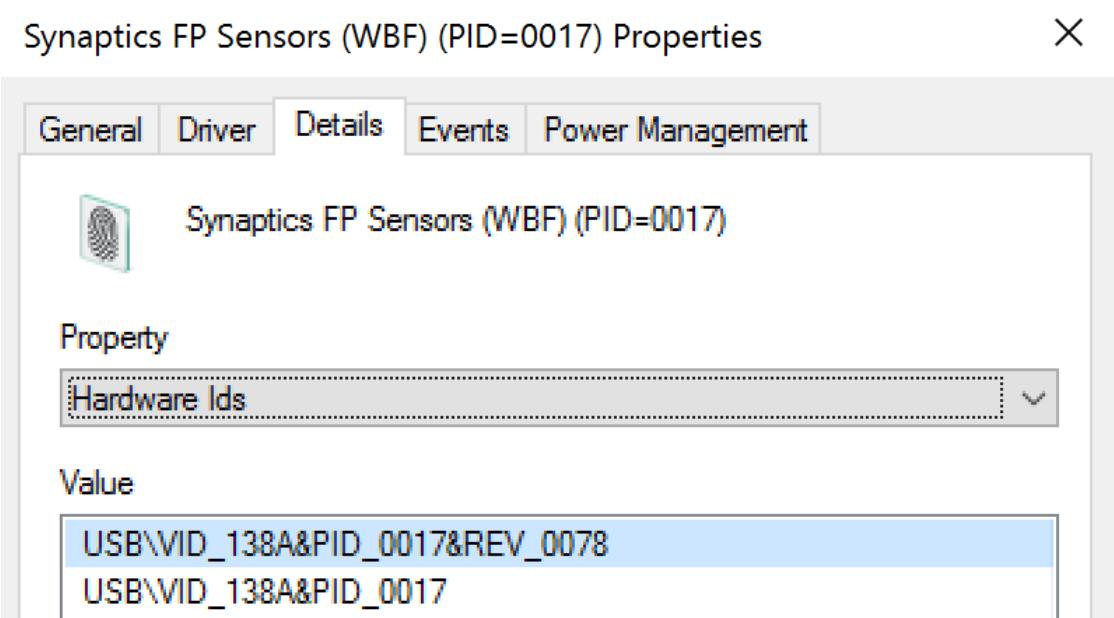 Synaptics FP Sensors (WBF) (PID=0017) Properties
General Driver Details Events Power Management
Synaptics FP Sensors (WBF) (PID=0017)
Property
Hardware Ids
Value
USB\VID_138A&PID_0017&REV_0078
USB\VID_138A&PID_0017